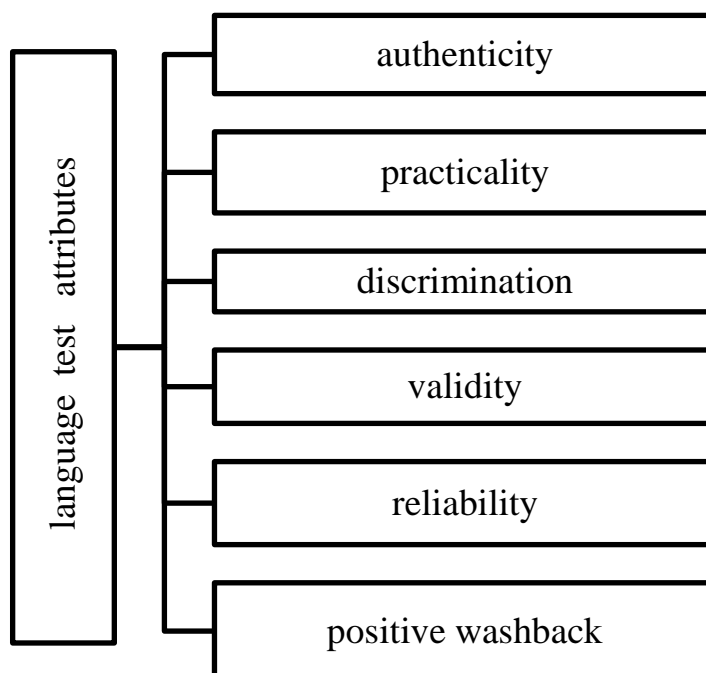 language test attributes
authenticity
practicality
discrimination
validity
reliability
positive washback